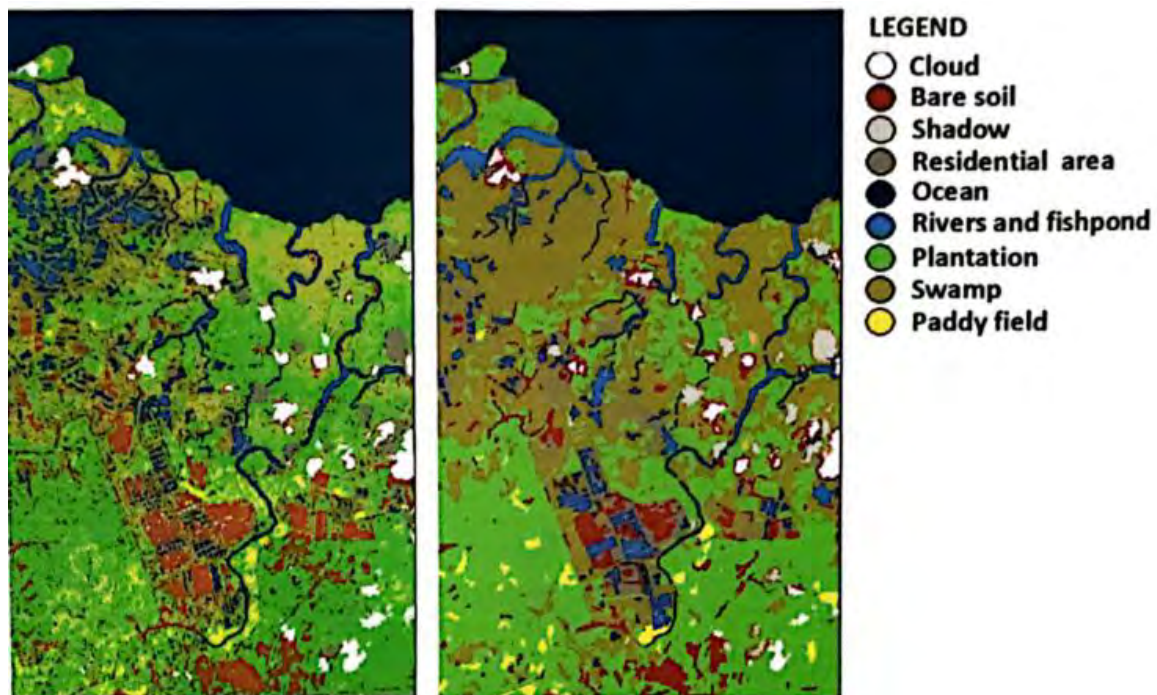 LEGEND
Cloud
Bare soil
Shadow
Residential area
Ocean
Rivers and fishpond
Plantation
Swamp
Paddy field